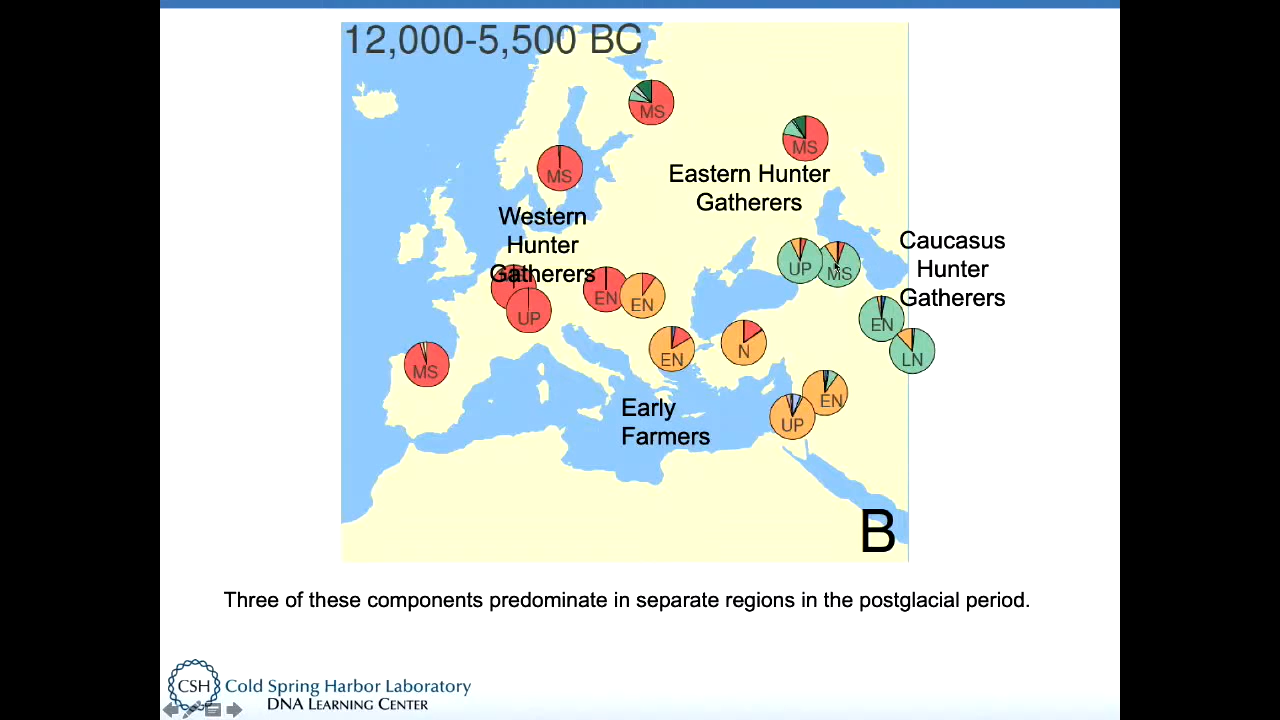 12,000-5,500 BC
MS
MS
MS
Eastern Hunter
Gatherers
Western
Hunter
Gatherers
Caucasus
Hunter
Gatherers
UP
MS
EN
EN
UP
EN
LN
EN
N
MS
EN
UP
Early
Farmers
B
Three of these components predominate in separate regions in the postglacial period.
CSH
Cold Spring Harbor Laboratory
DNA LEARNING CENTER